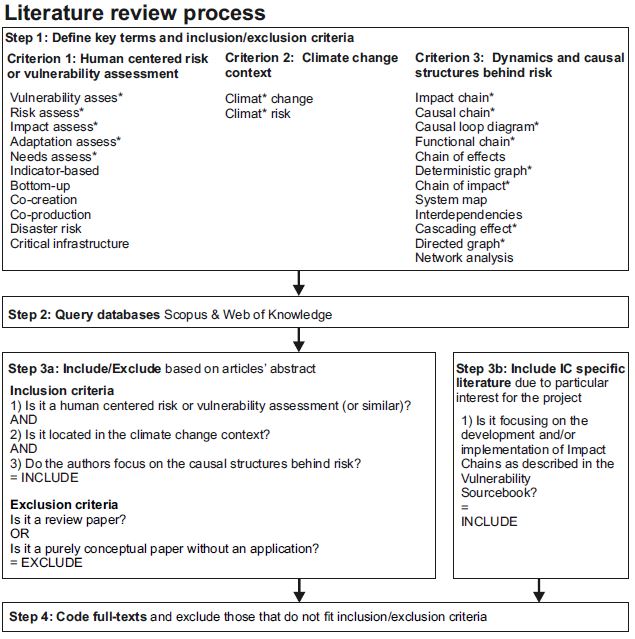 Literature review process
Step 1: Define key terms and inclusion/exclusion criteria
Criterion 1: Human centered risk
or vulnerability assessment
Vulnerability asses*
Risk assess*
Impact assess*
Adaptation assess*
Needs assess*
Indicator-based
Bottom-up
Co-creation
Co-production
Disaster risk
Critical infrastructure
Criterion 2: Climate change
context
Climat* change
Climat* risk
Criterion 3: Dynamics and causal
structures behind risk
Impact chain*
Causal chain*
Causal loop diagram*
Functional chain*
Chain of effects
Deterministic graph*
Chain of impact*
System map
Interdependencies
Cascading effect*
Directed graph*
Network analysis
Step 2: Query databases Scopus & Web of Knowledge
Step 3a: Include/Exclude based on articles' abstract
Inclusion criteria
1) Is it a human centered risk or vulnerability assessment (or similar)?
AND
2) Is it located in the climate change context?
AND
3) Do the authors focus on the causal structures behind risk?
= INCLUDE
Exclusion criteria
Is it a review paper?
OR
Is it a purely conceptual paper without an application?
= EXCLUDE
Step 3b: Include IC specific
literature due to particular
interest for the project
1) Is it focusing on the
development and/or
implementation of Impact
Chains as described in the
Vulnerability
Sourcebook?
=
INCLUDE
Step 4: Code full-texts and exclude those that do not fit inclusion/exclusion criteria